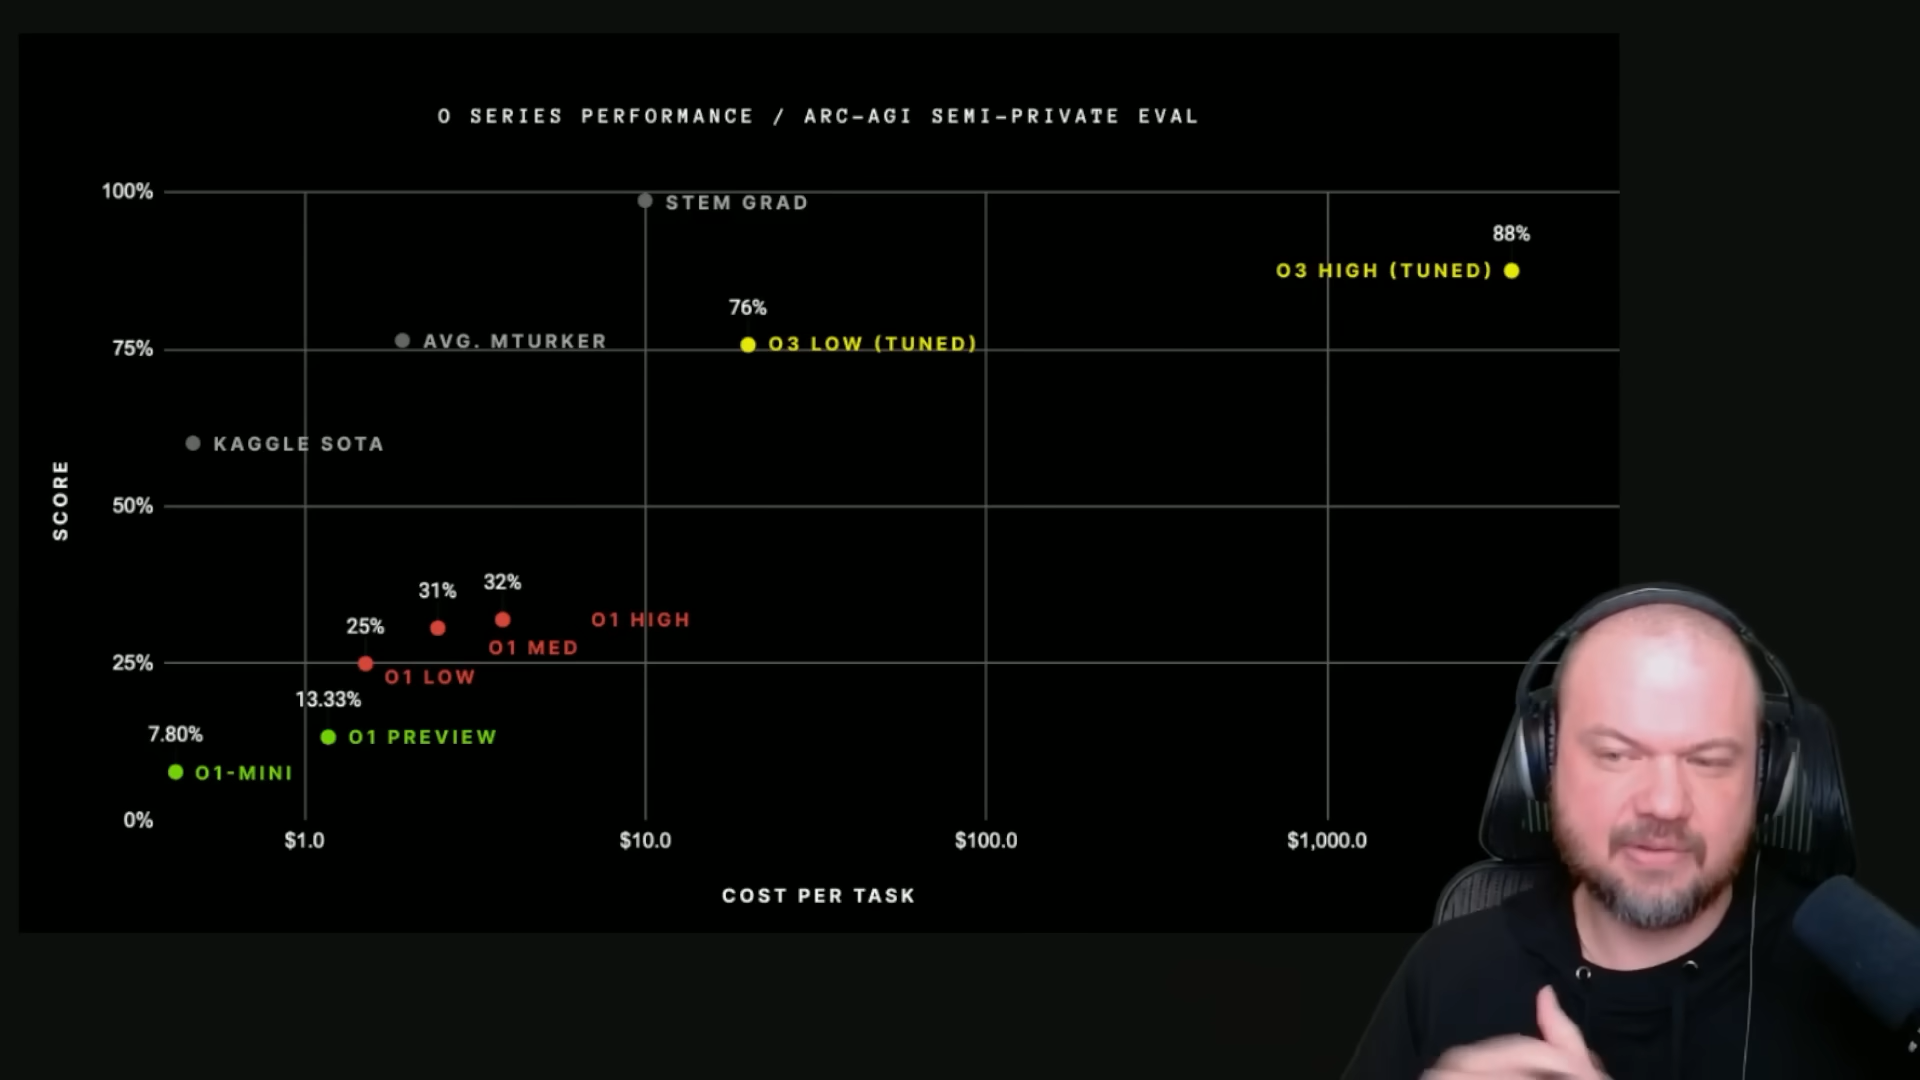 O SERIES PERFORMANCE / ARC-AGI SEMI-PRIVATE EVAL
100%
STEM GRAD
88%
O3 HIGH (TUNED)
76%
O3 LOW (TUNED)
AVG. MTURKER
75%
KAGGLE SOTA
SCORE
50%
32%
31%
25%
O1 HIGH
O1 MED
25%
O1 LOW
13.33%
O1 PREVIEW
7.80%
O1-MINI
0%
$1.0
$10.0
$100.0
$1,000.0
COST PER TASK